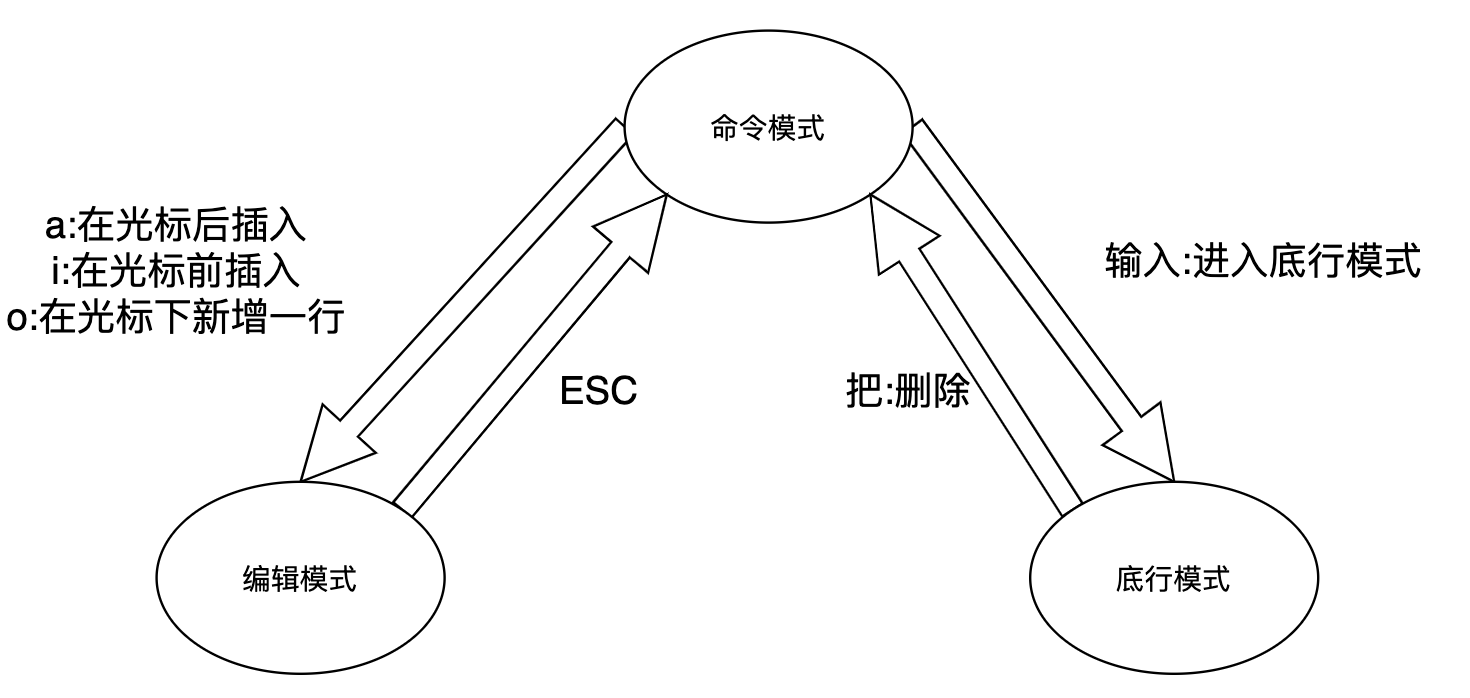 命令模式
a:在光标后插入
i:在光标前插入
o:在光标下新增一行
输入:进入底行模式
ESC
把:删除
编辑模式
底行模式